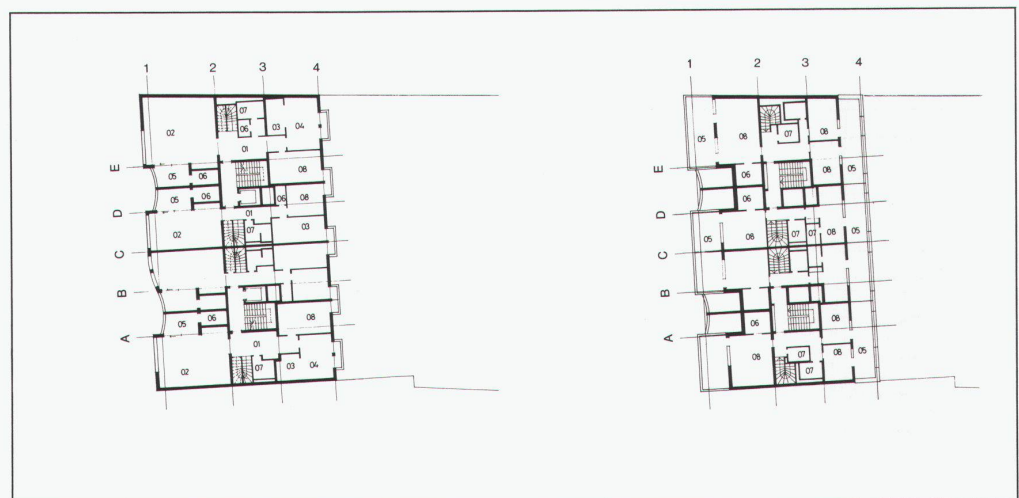 1 2 3 4
07
02 06 03 04
01
E 05 06 08
05 06 06 08
D 01
02 07 03
C
B
05 06 08
A 01
02 07 03 04
1 2 3 4
05 08 07 08
E 06 08 05
06
D
05 08 07 07 08 05
C
B
06 08
A
08 07 08 05
07